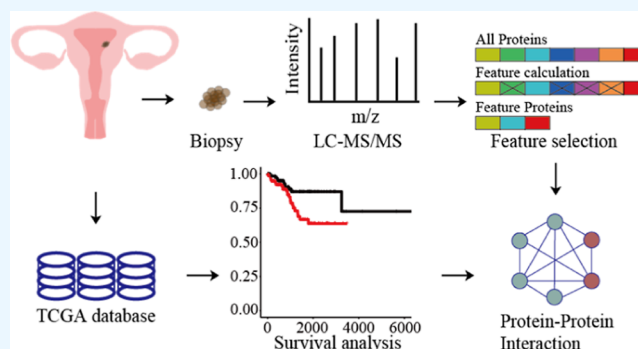 All Proteins
Feature calculation
Feature Proteins
Feature selection
Intensity
m/z
LC-MS/MS
Biopsy
1.00
0.75
0.50
0.25
0.00
0 2000 4000 6000
Survival analysis
TCGA database
Protein-Protein
Interaction